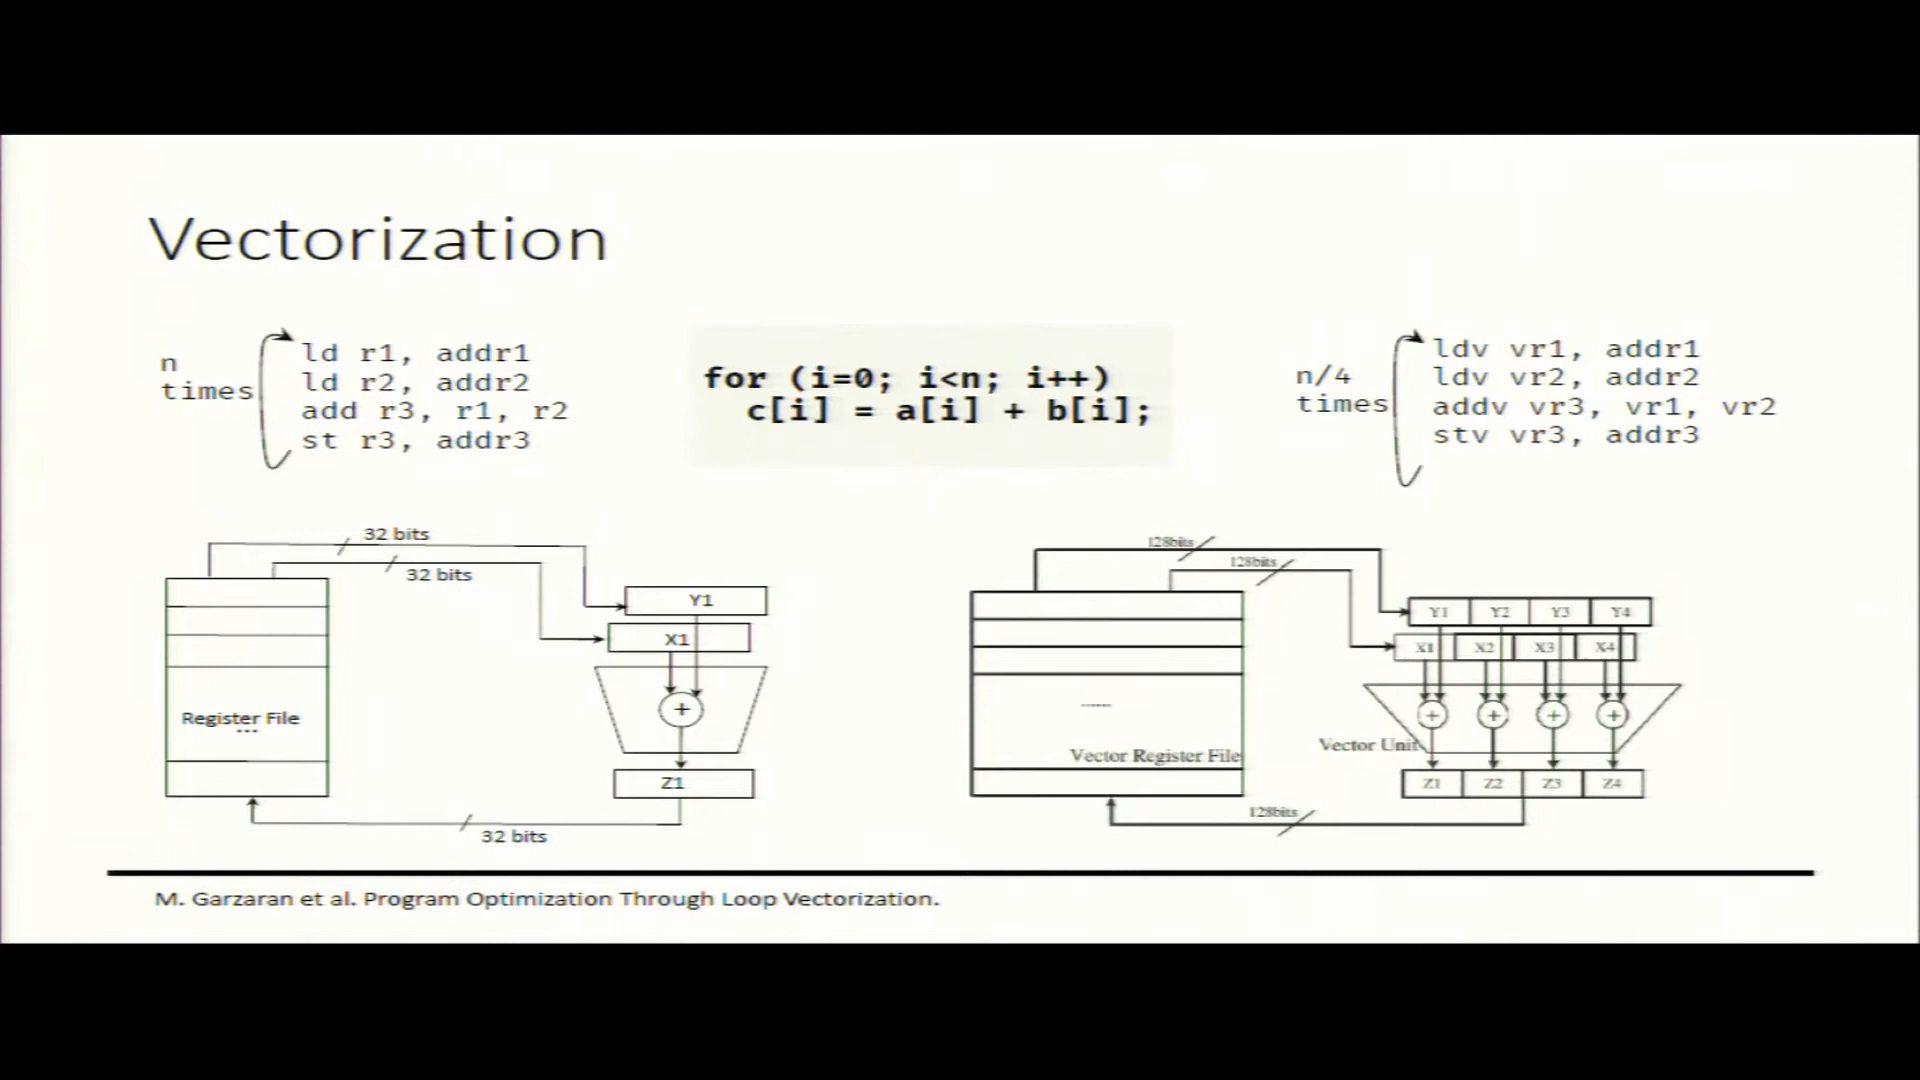 Vectorization
n
times
ld r1, addr1
ld r2, addr2
add r3, r1, r2
st r3, addr3
for (i=0; i<n; i++)
c[i] = a[i] + b[i];
n/4
times
ldv vr1, addr1
ldv vr2, addr2
addv vr3, vr1, vr2
stv vr3, addr3
32 bits
32 bits
Y1
X1
Register File
...
+
Z1
32 bits
128bits
128bits
Y1 Y2 Y3 Y4
X1 X2 X3 X4
......
+ + + +
Vector Unit
Vector Register File
Z1 Z2 Z3 Z4
128bits
M. Garzaran et al. Program Optimization Through Loop Vectorization.